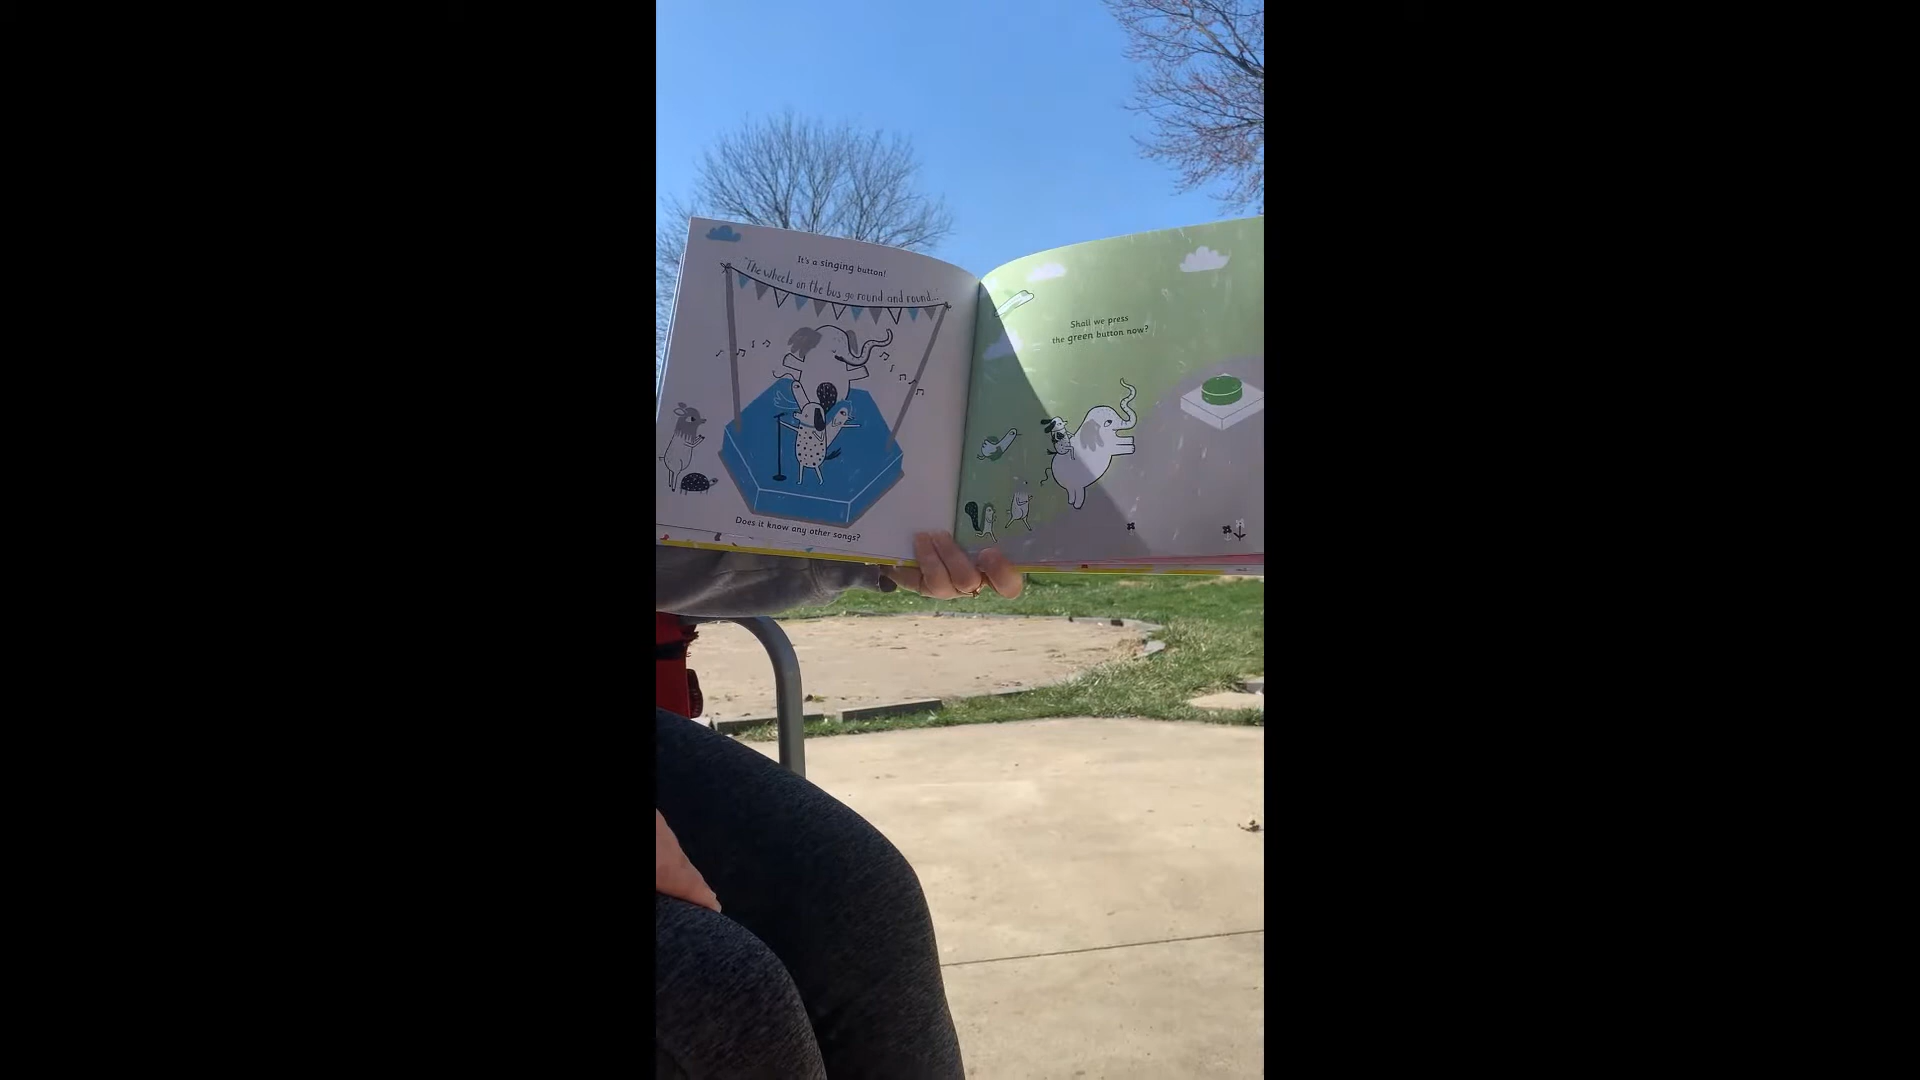 It's a singing button!
"The wheels on the bus go round and round..."
Does it know any other songs?
Shall we press
the green button now?